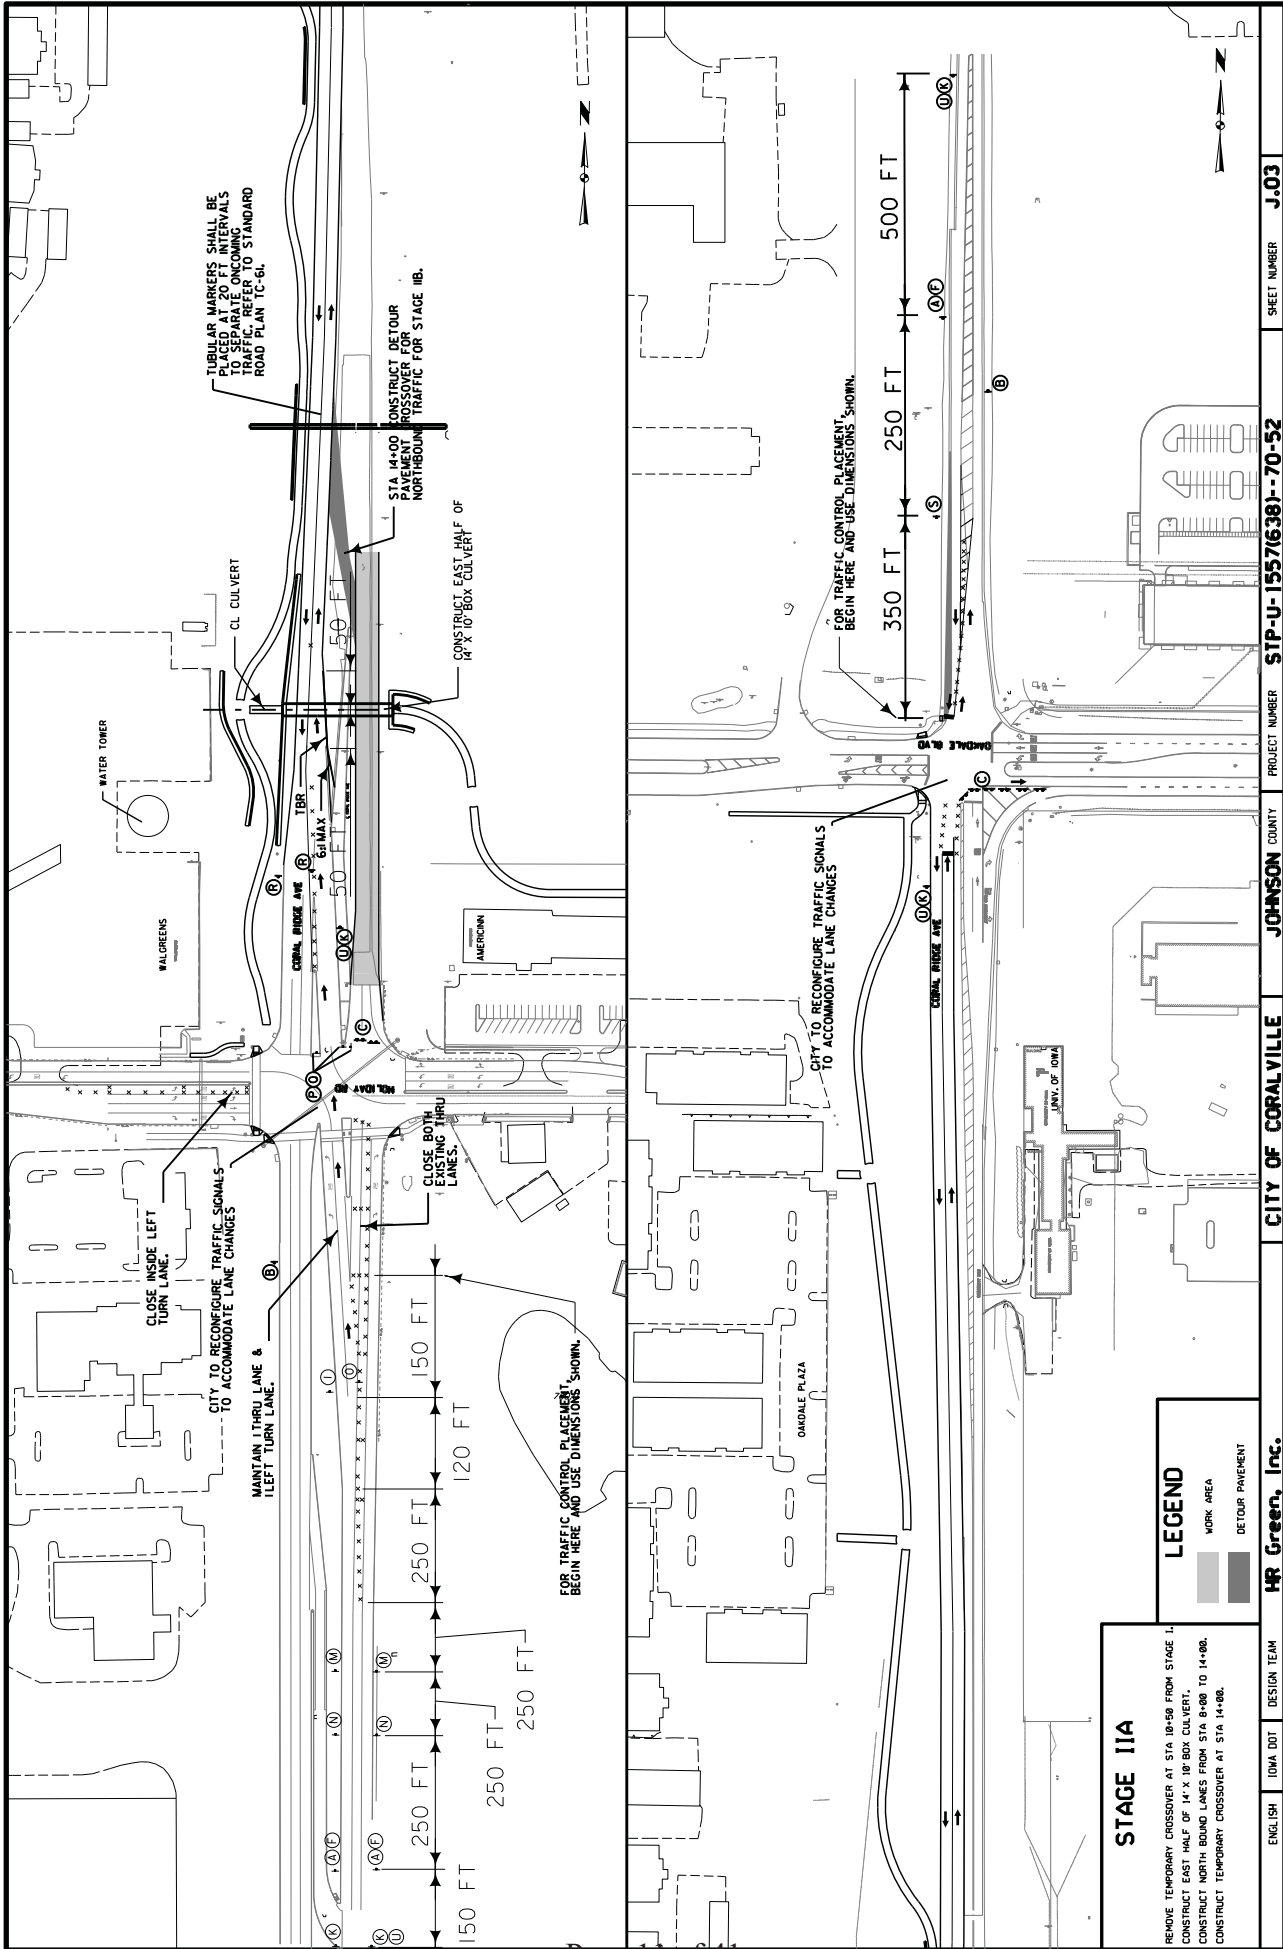 TUBULAR MARKERS SHALL BE
PLACED AT 20 FT INTERVALS
TO SEPARATE ONCOMING
TRAFFIC. REFER TO STANDARD
ROAD PLAN TC-61.
STA 14+00 CONSTRUCT DETOUR
PAVEMENT CROSSOVER FOR
NORTHBOUND TRAFFIC FOR STAGE IIB.
CL CULVERT
CONSTRUCT EAST HALF OF
14' X 10' BOX CULVERT
WATER TOWER
WALGREENS
TBR
6:1 MAX
50 FT
50 FT
CORAL RIDGE AVE
AMERICINN
R
R
U K
C
P O
HOLIDAY RD
CLOSE INSIDE LEFT
TURN LANE.
CITY TO RECONFIGURE TRAFFIC SIGNALS
TO ACCOMMODATE LANE CHANGES
CLOSE BOTH
EXISTING THRU
LANES.
MAINTAIN 1 THRU LANE &
1 LEFT TURN LANE.
B
I
O
150 FT
120 FT
250 FT
250 FT
250 FT
250 FT
150 FT
FOR TRAFFIC CONTROL PLACEMENT,
BEGIN HERE AND USE DIMENSIONS SHOWN.
M
M
N
N
A F
A F
K
K
U
N
N
U K
500 FT
A F
250 FT
B
S
350 FT
FOR TRAFFIC CONTROL PLACEMENT,
BEGIN HERE AND USE DIMENSIONS SHOWN.
OAKDALE BLVD
C
CITY TO RECONFIGURE TRAFFIC SIGNALS
TO ACCOMMODATE LANE CHANGES
U K
CORAL RIDGE AVE
UNIV. OF IOWA
OAKDALE PLAZA
LEGEND
WORK AREA
DETOUR PAVEMENT
STAGE IIA
REMOVE TEMPORARY CROSSOVER AT STA 10+50 FROM STAGE I.
CONSTRUCT EAST HALF OF 14' X 10' BOX CULVERT.
CONSTRUCT NORTH BOUND LANES FROM STA 8+00 TO 14+00.
CONSTRUCT TEMPORARY CROSSOVER AT STA 14+00.
ENGLISH
IOWA DOT
DESIGN TEAM HR Green, Inc.
CITY OF CORALVILLE
JOHNSON COUNTY
PROJECT NUMBER STP-U-1557(638)--70-52
SHEET NUMBER J.03